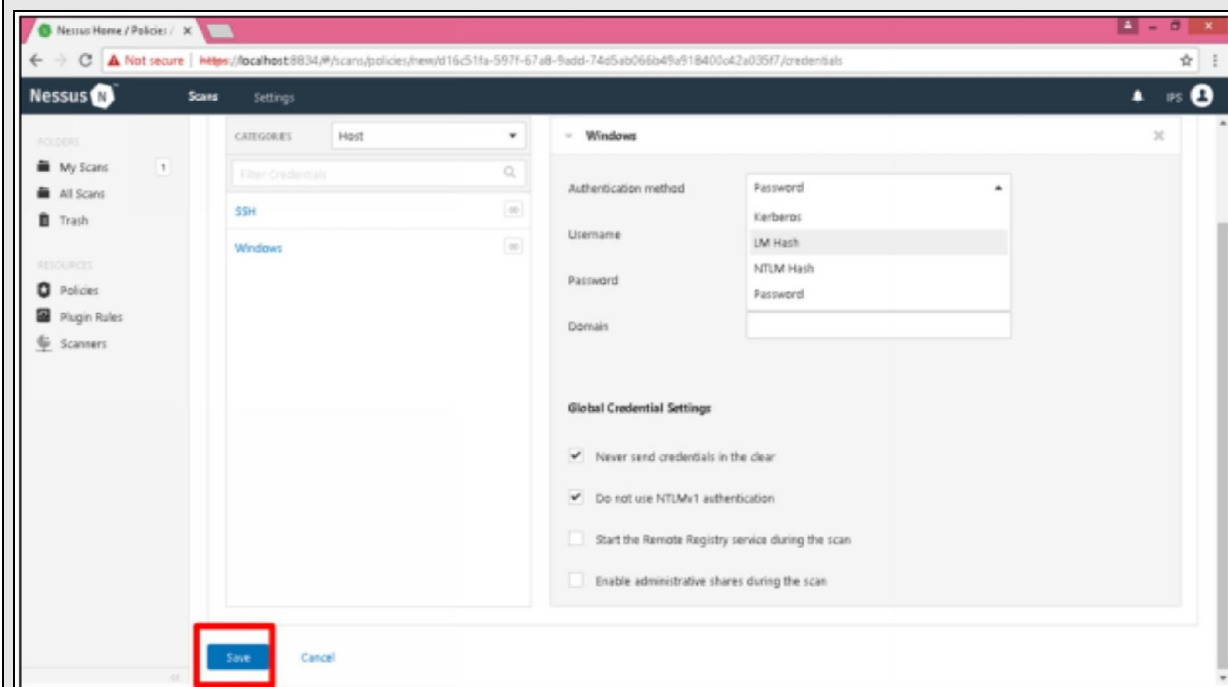 Nessus Home / Policies /
Not secure | https://localhost:8834/#/scans/policies/new/d16c51fa-597f-67a8-9add-74d5ab066b49a918400c42a035f7/credentials
Nessus N Scans Settings IPS
FOLDERS
My Scans 1
All Scans
Trash
RESOURCES
Policies
Plugin Rules
Scanners
CATEGORIES Host
Filter Credentials
SSH
Windows
Windows
Authentication method Password
Kerberos
LM Hash
NTLM Hash
Password
Username
Password
Domain
Global Credential Settings
Never send credentials in the clear
Do not use NTLMv1 authentication
Start the Remote Registry service during the scan
Enable administrative shares during the scan
Save Cancel